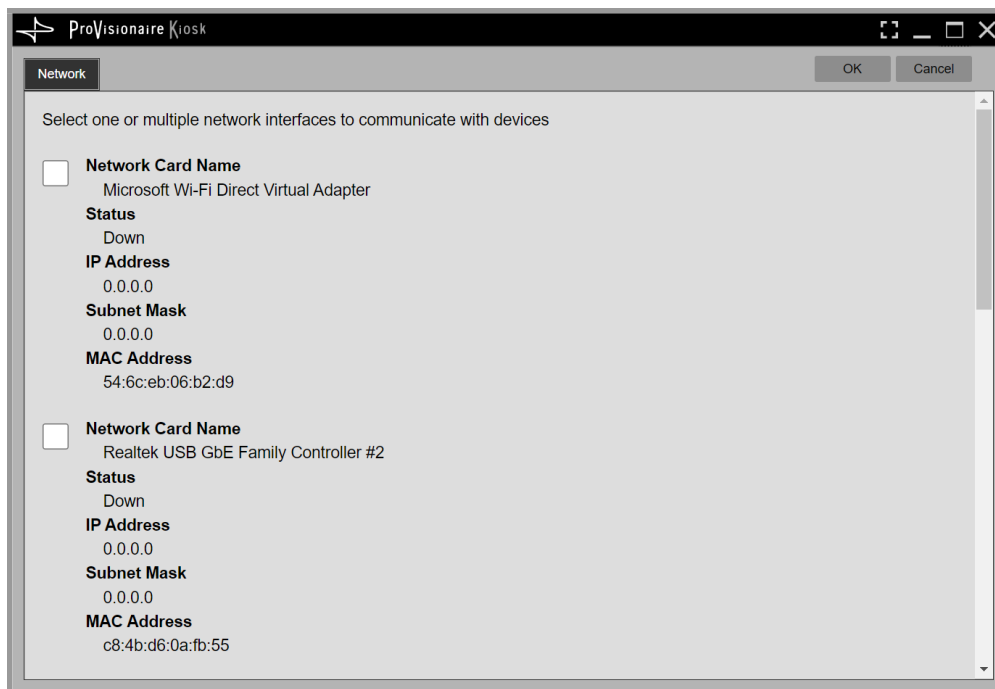 ProVisionaire Kiosk
Network
OK
Cancel
Select one or multiple network interfaces to communicate with devices
Network Card Name
Microsoft Wi-Fi Direct Virtual Adapter
Status
Down
IP Address
0.0.0.0
Subnet Mask
0.0.0.0
MAC Address
54:6c:eb:06:b2:d9
Network Card Name
Realtek USB GbE Family Controller #2
Status
Down
IP Address
0.0.0.0
Subnet Mask
0.0.0.0
MAC Address
c8:4b:d6:0a:fb:55